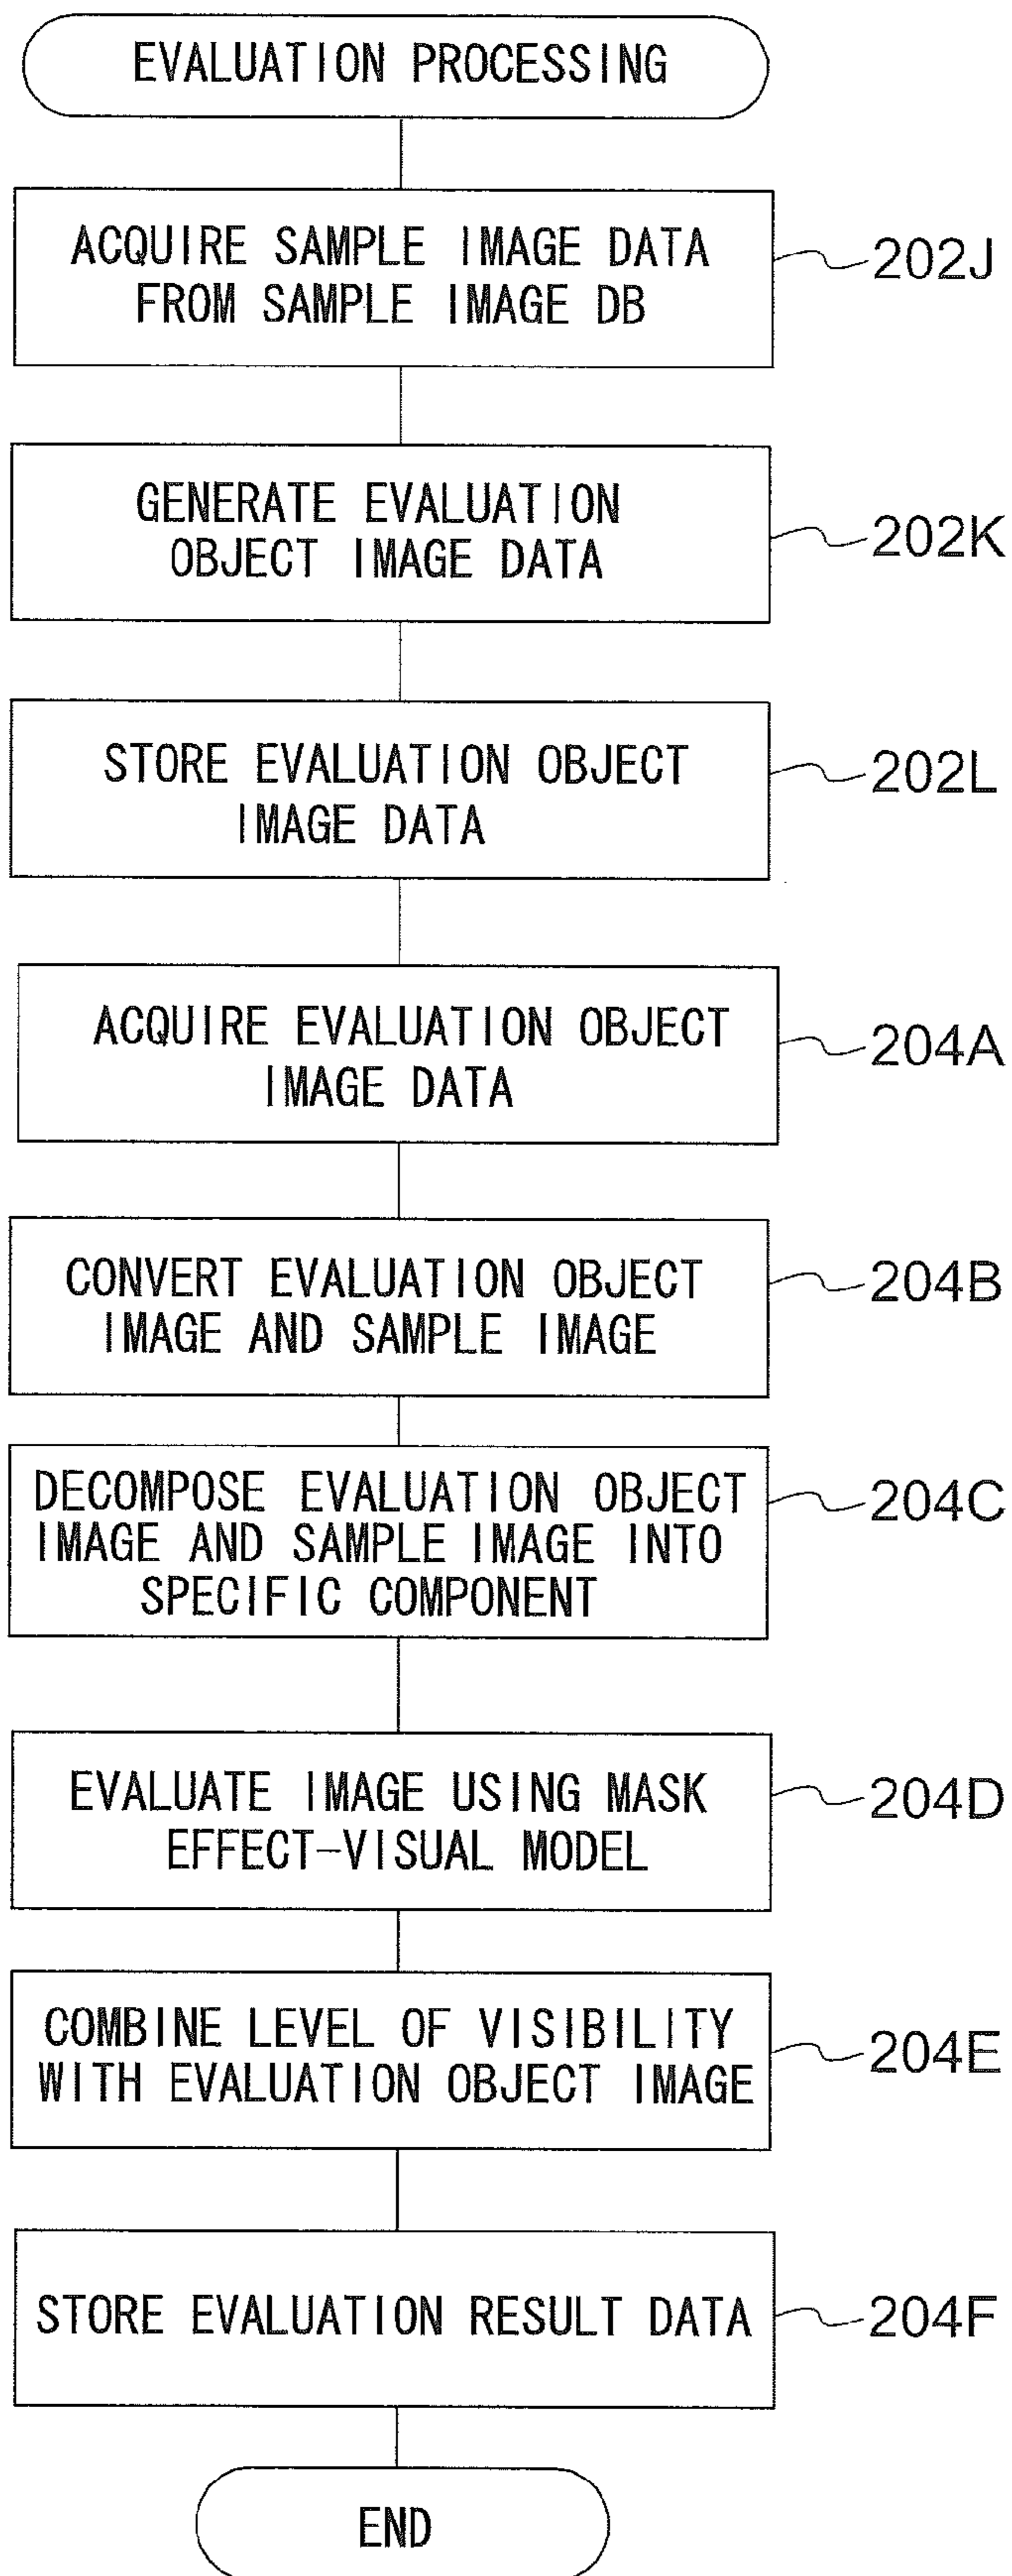 EVALUATION PROCESSING
ACQUIRE SAMPLE IMAGE DATA
FROM SAMPLE IMAGE DB
202J
GENERATE EVALUATION
OBJECT IMAGE DATA
202K
STORE EVALUATION OBJECT
IMAGE DATA
202L
ACQUIRE EVALUATION OBJECT
IMAGE DATA
204A
CONVERT EVALUATION OBJECT
IMAGE AND SAMPLE IMAGE
204B
DECOMPOSE EVALUATION OBJECT
IMAGE AND SAMPLE IMAGE INTO
SPECIFIC COMPONENT
204C
EVALUATE IMAGE USING MASK
EFFECT-VISUAL MODEL
204D
COMBINE LEVEL OF VISIBILITY
WITH EVALUATION OBJECT IMAGE
204E
STORE EVALUATION RESULT DATA
204F
END